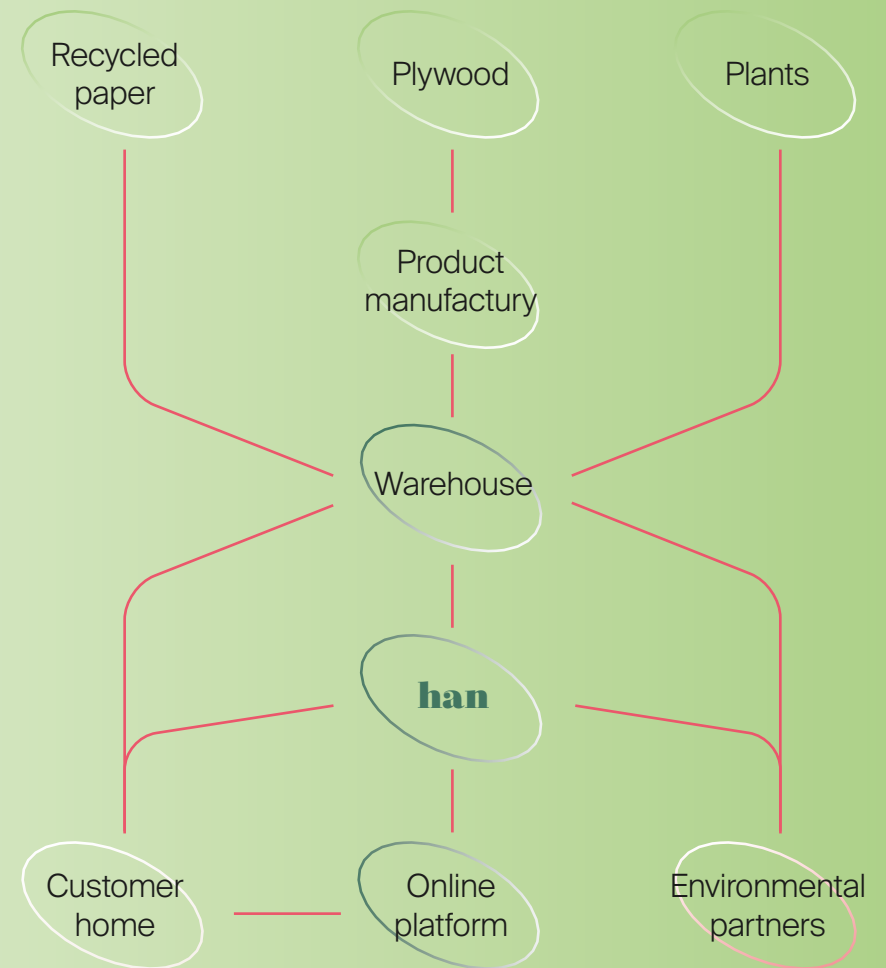 Recycled
paper
Plywood
Plants
Product
manufactury
Warehouse
han
Customer
home
Online
platform
Environmental
partners